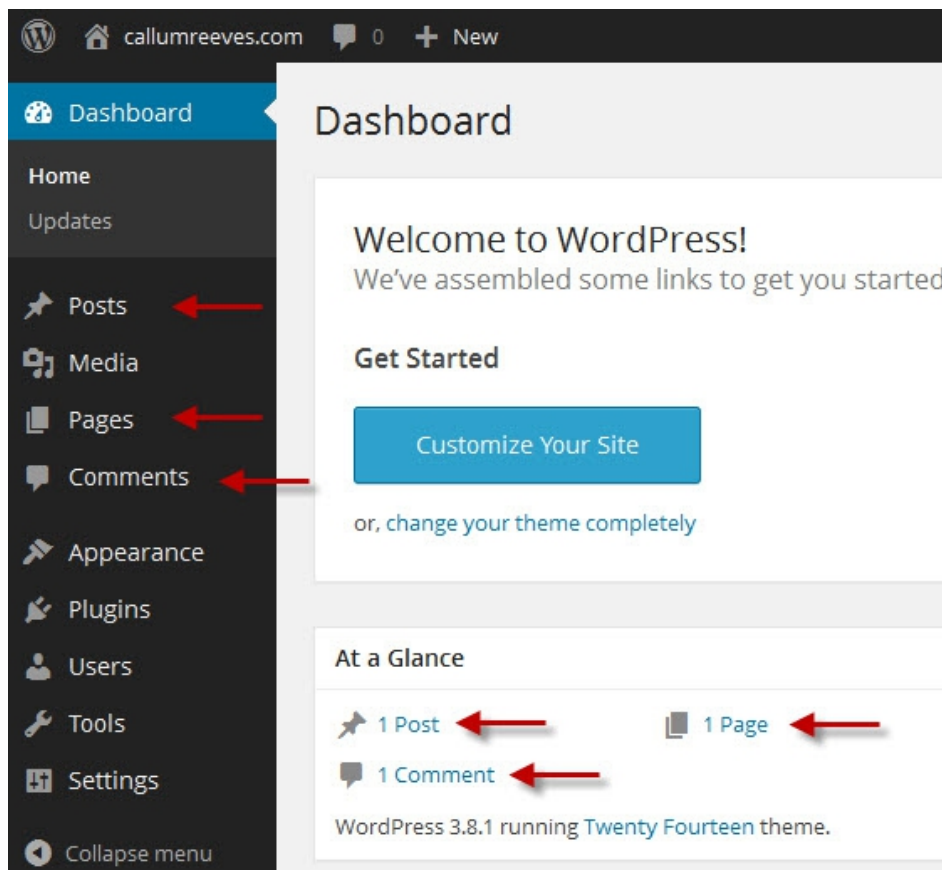 callumreeves.com 0 + New
Dashboard
Home
Updates
Posts
Media
Pages
Comments
Appearance
Plugins
Users
Tools
Settings
Collapse menu
Dashboard
Welcome to WordPress!
We've assembled some links to get you started
Get Started
Customize Your Site
or, change your theme completely
At a Glance
1 Post 1 Page
1 Comment
WordPress 3.8.1 running Twenty Fourteen theme.